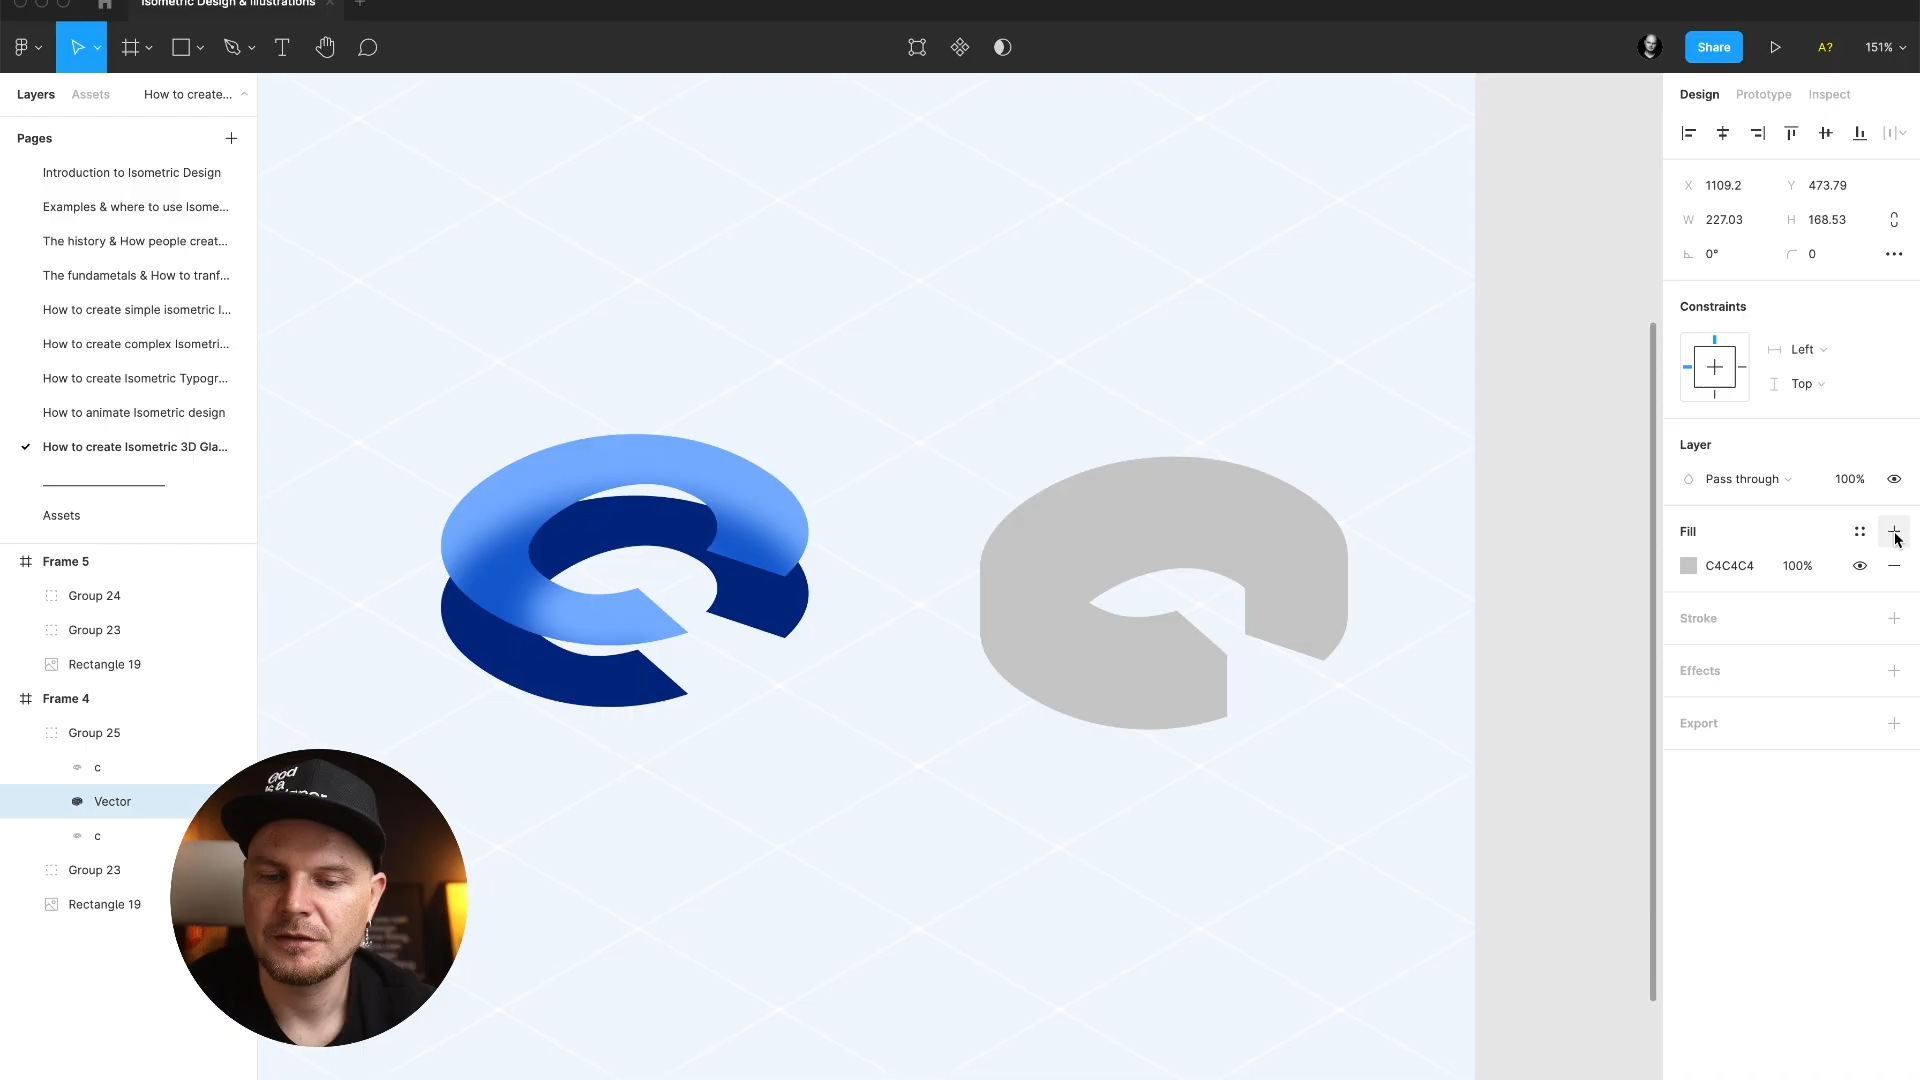 Isometric Design & Illustrations
Share
A?
151%
Layers
Assets
How to create...
Pages
Introduction to Isometric Design
Examples & where to use Isome...
The history & How people creat...
The fundametals & How to tranf...
How to create simple isometric I...
How to create complex Isometri...
How to create Isometric Typogr...
How to animate Isometric design
How to create Isometric 3D Gla...
Assets
Frame 5
Group 24
Group 23
Rectangle 19
Frame 4
Group 25
c
Vector
c
Group 23
Rectangle 19
God
is a
Design
Prototype
Inspect
X 1109.2
Y 473.79
W 227.03
H 168.53
0°
0
Constraints
Left
Top
Layer
Pass through
100%
Fill
C4C4C4
100%
Stroke
Effects
Export